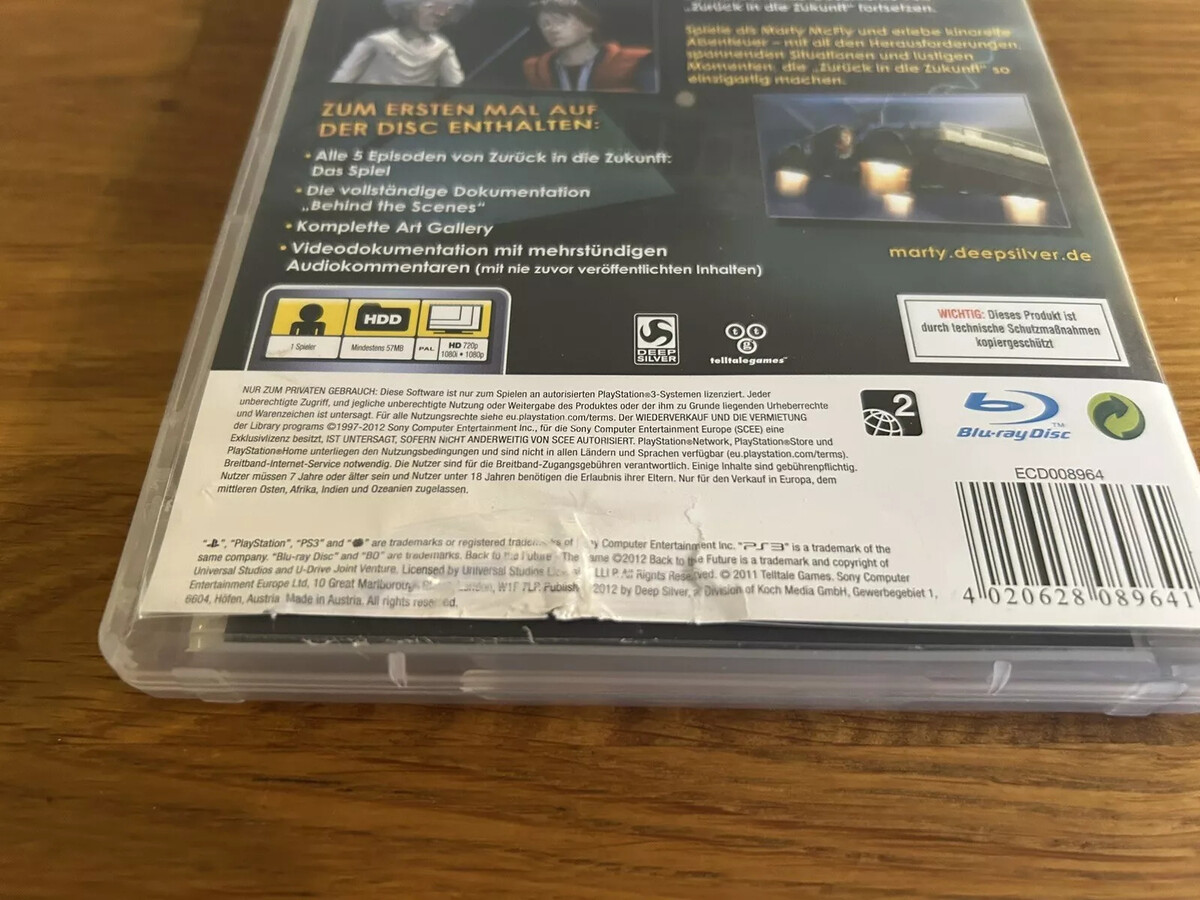 „Zurück in die Zukunft" fortsetzen.
Spiele als Marty McFly und erlebe kinoreife
Abenteuer – mit all den Herausforderungen,
spannenden Situationen und lustigen
Momenten, die „Zurück in die Zukunft" so
einzigartig machen.
ZUM ERSTEN MAL AUF
DER DISC ENTHALTEN:
• Alle 5 Episoden von Zurück in die Zukunft:
Das Spiel
• Die vollständige Dokumentation
„Behind the Scenes“
• Komplette Art Gallery
• Videodokumentation mit mehrstündigen
Audiokommentaren (mit nie zuvor veröffentlichten Inhalten)
marty.deepsilver.de
HDD
1 Spieler
Mindestens 57MB
PAL
HD 720p
1080i • 1080p
DEEP
SILVER
ttg
telltalegames™
WICHTIG: Dieses Produkt ist
durch technische Schutzmaßnahmen
kopiergeschützt
NUR ZUM PRIVATEN GEBRAUCH: Diese Software ist nur zum Spielen an autorisierten PlayStation®3-Systemen lizenziert. Jeder
unberechtigte Zugriff, und jegliche unberechtigte Nutzung oder Weitergabe des Produktes oder der ihm zu Grunde liegenden Urheberrechte
und Warenzeichen ist untersagt. Für alle Nutzungsrechte siehe eu.playstation.com/terms. Der WIEDERVERKAUF UND DIE VERMIETUNG
der Library programs ©1997-2012 Sony Computer Entertainment Inc., für die Sony Computer Entertainment Europe (SCEE) eine
Exklusivlizenz besitzt, IST UNTERSAGT, SOFERN NICHT ANDERWEITIG VON SCEE AUTORISIERT. PlayStation®Network, PlayStation®Store und
PlayStation®Home unterliegen den Nutzungsbedingungen und sind nicht in allen Ländern und Sprachen verfügbar (eu.playstation.com/terms).
Breitband-Internet-Service notwendig. Die Nutzer sind für die Breitband-Zugangsgebühren verantwortlich. Einige Inhalte sind gebührenpflichtig.
Nutzer müssen 7 Jahre oder älter sein und Nutzer unter 18 Jahren benötigen die Erlaubnis ihrer Eltern. Nur für den Verkauf in Europa, dem
mittleren Osten, Afrika, Indien und Ozeanien zugelassen.
2
Blu-ray Disc™
ECD008964
", "PlayStation", "PS3" and "" are trademarks or registered of Computer Entertainment Inc. "PS3" is a trademark of the
same company. "Blu-ray Disc" and "BD" are trademarks. Back to the Future - The ©2012 Back to the Future is a trademark and copyright of
Universal Studios and U-Drive Joint Venture. Licensed by Universal Studios All Rights Reserved. © 2011 Telltale Games. Sony Computer
Entertainment Europe Ltd, 10 Great W1F 7LP. 2012 by Deep Silver, a Division of Koch Media GmbH, Gewerbegebiet 1,
6604, Höfen, Austria. Made in Austria. All rights
4 020628 089641